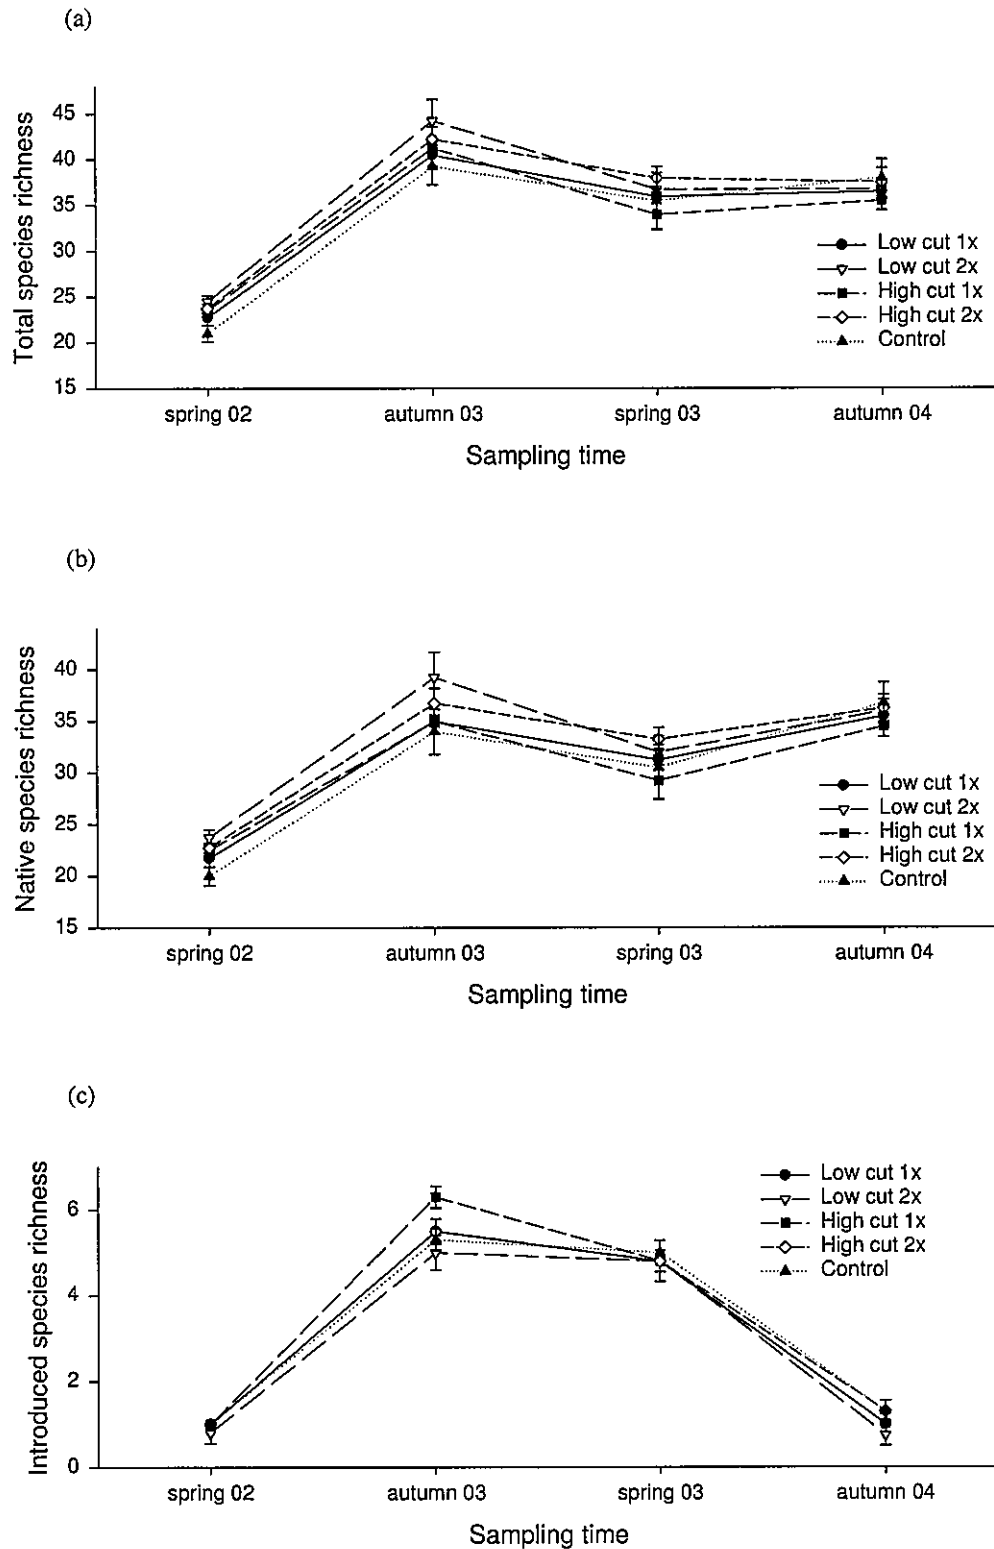 (a)
Total species richness
45
40
35
30
25
20
15
Low cut 1x
Low cut 2x
High cut 1x
High cut 2x
Control
spring 02 autumn 03 spring 03 autumn 04
Sampling time
(b)
Native species richness
40
35
30
25
20
15
Low cut 1x
Low cut 2x
High cut 1x
High cut 2x
Control
spring 02 autumn 03 spring 03 autumn 04
Sampling time
(c)
Introduced species richness
6
4
2
0
Low cut 1x
Low cut 2x
High cut 1x
High cut 2x
Control
spring 02 autumn 03 spring 03 autumn 04
Sampling time